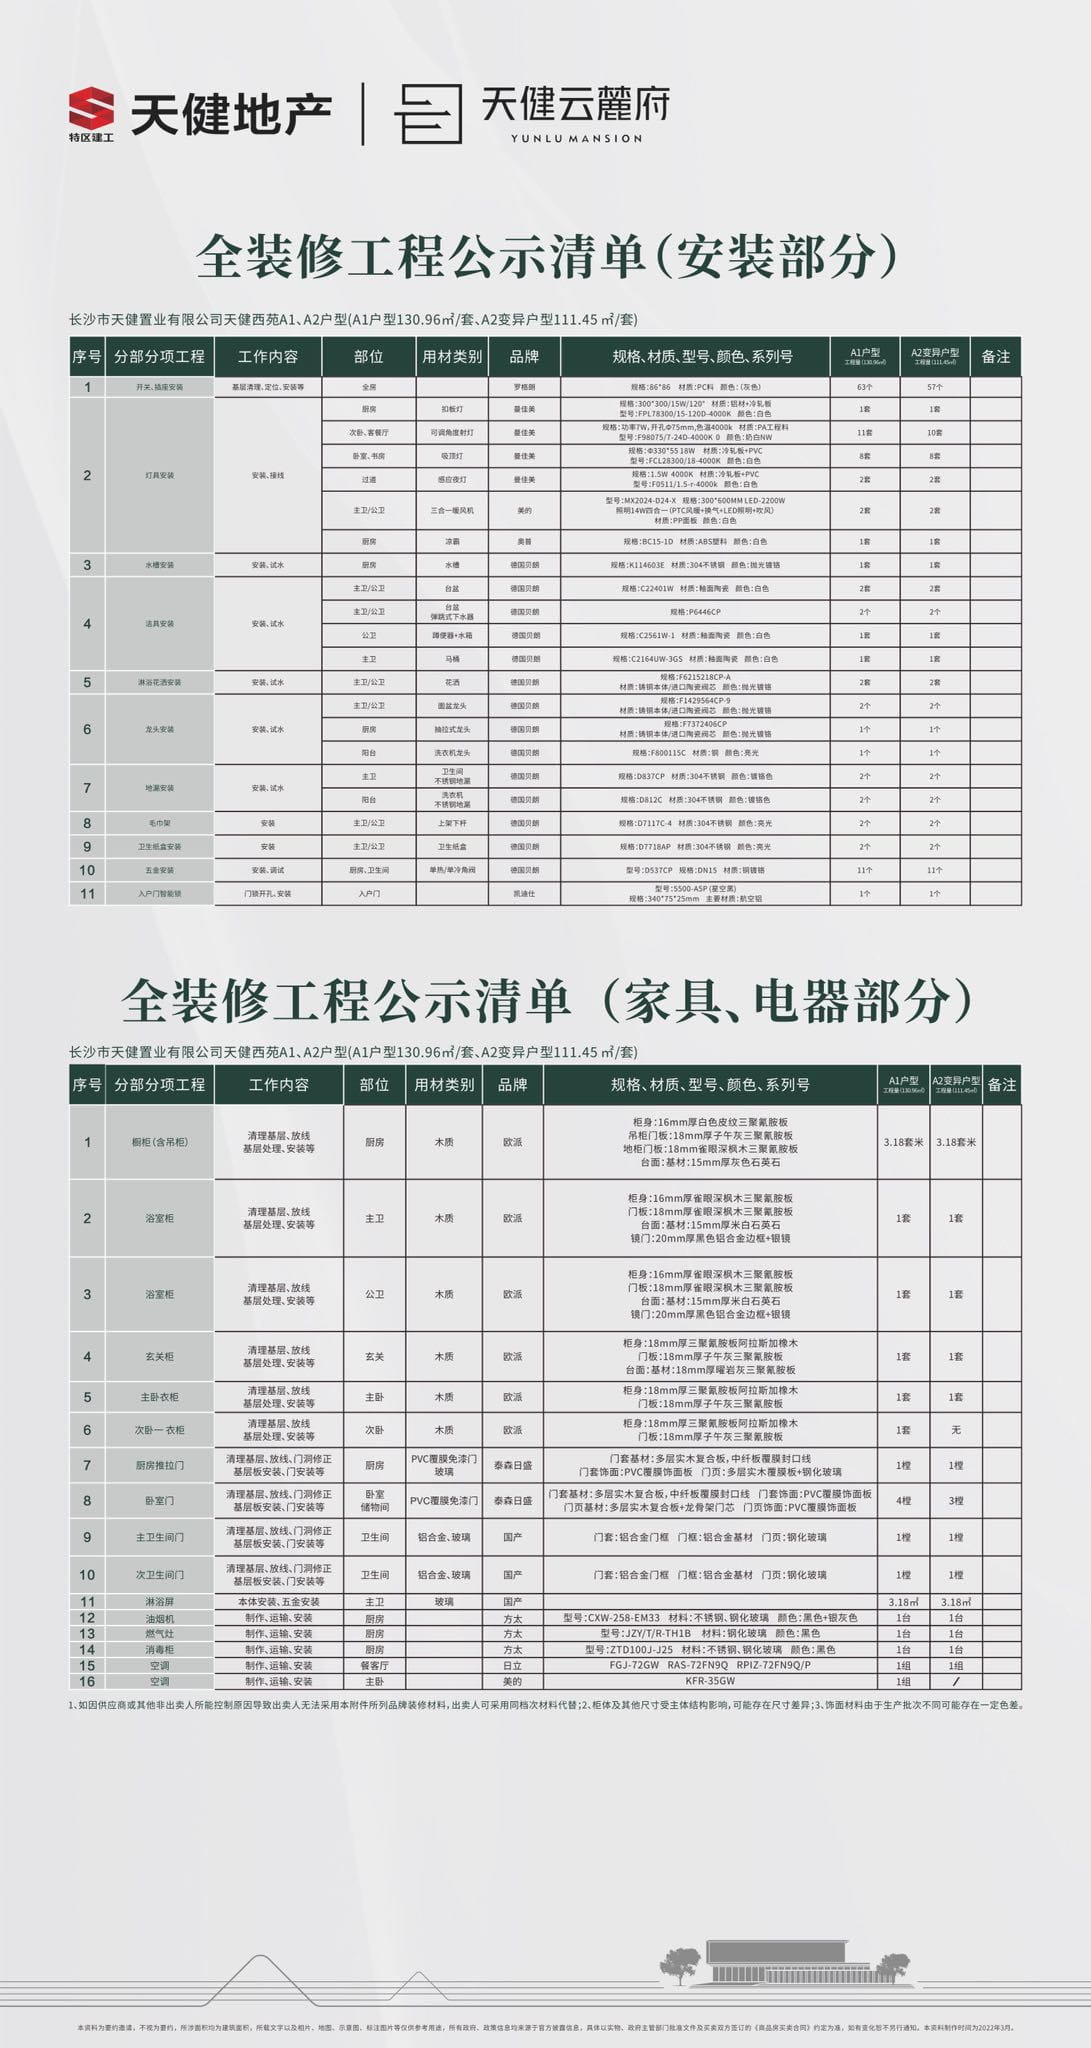 特区建工
天健地产
天健云麓府
YUNLU MANSION
全装修工程公示清单(安装部分)
长沙市天健置业有限公司天健西苑A1、A2户型(A1户型130.96㎡/套、A2变异户型111.45 ㎡/套)
序号 分部分项工程 工作内容 部位 用材类别 品牌 规格、材质、型号、颜色、系列号 A1户型 工程量(130.96㎡) A2变异户型 工程量(111.45㎡) 备注
1 开关、插座安装 基层清理、定位、安装等 全房 罗格朗 规格:86*86 材质:PC料 颜色:(灰色) 63个 57个
2 灯具安装 安装、接线
厨房 扣板灯 曼佳美 规格:300*300/15W/120° 材质:铝材+冷轧板 型号:FPL78300/15-120D-4000K 颜色:白色 1套 1套
次卧、客餐厅 可调角度射灯 曼佳美 规格:功率7W,开孔Φ75mm,色温4000k 材质:PA工程料 型号:F98075/7-24D-4000K 0 颜色:奶白NW 11套 10套
卧室、书房 吸顶灯 曼佳美 规格:Φ330*55 18W 材质:冷轧板+PVC 型号:FCL28300/18-4000K 颜色:白色 8套 8套
过道 感应夜灯 曼佳美 规格:1.5W 4000K 材质:冷轧板+PVC 型号:F0511/1.5-r-4000k 颜色:白色 2套 2套
主卫/公卫 三合一暖风机 美的 型号:MX2024-D24-X 规格:300*600MM LED-2200W 照明14W四合一(PTC风暖+换气+LED照明+吹风) 材质:PP面板 颜色:白色 2套 2套
厨房 凉霸 奥普 规格:BC15-1D 材质:ABS塑料 颜色:白色 1套 1套
3 水槽安装 安装、试水 厨房 水槽 德国贝朗 规格:K114603E 材质:304不锈钢 颜色:抛光镀铬 1套 1套
4 洁具安装 安装、试水
主卫/公卫 台盆 德国贝朗 规格:C22401W 材质:釉面陶瓷 颜色:白色 2套 2套
主卫/公卫 台盆 弹跳式下水器 德国贝朗 规格:P6446CP 2个 2个
公卫 蹲便器+水箱 德国贝朗 规格:C2561W-1 材质:釉面陶瓷 颜色:白色 1套 1套
主卫 马桶 德国贝朗 规格:C2164UW-3GS 材质:釉面陶瓷 颜色:白色 1套 1套
5 淋浴花洒安装 安装、试水 主卫/公卫 花洒 德国贝朗 规格:F6215218CP-A 材质:铸铜本体/进口陶瓷阀芯 颜色:抛光镀铬 2套 2套
6 龙头安装 安装、试水
主卫/公卫 面盆龙头 德国贝朗 规格:F1429564CP-9 材质:铸铜本体/进口陶瓷阀芯 颜色:抛光镀铬 2个 2个
厨房 抽拉式龙头 德国贝朗 规格:F7372406CP 材质:铸铜本体/进口陶瓷阀芯 颜色:抛光镀铬 1个 1个
阳台 洗衣机龙头 德国贝朗 规格:F800115C 材质:铜 颜色:亮光 1个 1个
7 地漏安装 安装、试水
主卫 卫生间 不锈钢地漏 德国贝朗 规格:D837CP 材质:304不锈钢 颜色:镀铬色 2个 2个
阳台 洗衣机 不锈钢地漏 德国贝朗 规格:D812C 材质:304不锈钢 颜色:镀铬色 2个 2个
8 毛巾架 安装 主卫/公卫 上架下杆 德国贝朗 规格:D7117C-4 材质:304不锈钢 颜色:亮光 2个 2个
9 卫生纸盒安装 安装 主卫/公卫 卫生纸盒 德国贝朗 规格:D7718AP 材质:304不锈钢 颜色:亮光 2个 2个
10 五金安装 安装、调试 厨房、卫生间 单热/单冷角阀 德国贝朗 型号:D537CP 规格:DN15 材质:铜镀铬 11个 11个
11 入户门智能锁 门锁开孔、安装 入户门 凯迪仕 型号:5500-A5P (星空黑) 规格:340*75*25mm 主要材质:航空铝 1个 1个
全装修工程公示清单(家具、电器部分)
长沙市天健置业有限公司天健西苑A1、A2户型(A1户型130.96㎡/套、A2变异户型111.45 ㎡/套)
序号 分部分项工程 工作内容 部位 用材类别 品牌 规格、材质、型号、颜色、系列号 A1户型 工程量(130.96㎡) A2变异户型 工程量(111.45㎡) 备注
1 橱柜(含吊柜) 清理基层、放线 基层处理、安装等 厨房 木质 欧派 柜身:16mm厚白色皮纹三聚氰胺板 吊柜门板:18mm厚子午灰三聚氰胺板 地柜门板:18mm雀眼深枫木三聚氰胺板 台面:基材:15mm厚灰色石英石 3.18套米 3.18套米
2 浴室柜 清理基层、放线 基层处理、安装等 主卫 木质 欧派 柜身:16mm厚雀眼深枫木三聚氰胺板 门板:18mm厚雀眼深枫木三聚氰胺板 台面:基材:15mm厚米白石英石 镜门:20mm厚黑色铝合金边框+银镜 1套 1套
3 浴室柜 清理基层、放线 基层处理、安装等 公卫 木质 欧派 柜身:16mm厚雀眼深枫木三聚氰胺板 门板:18mm厚雀眼深枫木三聚氰胺板 台面:基材:15mm厚米白石英石 镜门:20mm厚黑色铝合金边框+银镜 1套 1套
4 玄关柜 清理基层、放线 基层处理、安装等 玄关 木质 欧派 柜身:18mm厚三聚氰胺板阿拉斯加橡木 门板:18mm厚子午灰三聚氰胺板 台面:基材:18mm厚曜岩灰三聚氰胺板 1套 1套
5 主卧衣柜 清理基层、放线 基层处理、安装等 主卧 木质 欧派 柜身:18mm厚三聚氰胺板阿拉斯加橡木 门板:18mm厚子午灰三聚氰胺板 1套 1套
6 次卧一 衣柜 清理基层、放线 基层处理、安装等 次卧 木质 欧派 柜身:18mm厚三聚氰胺板阿拉斯加橡木 门板:18mm厚子午灰三聚氰胺板 1套 无
7 厨房推拉门 清理基层、放线、门洞修正 基层板安装、门安装等 厨房 PVC覆膜免漆门 玻璃 泰森日盛 门套基材:多层实木复合板,中纤板覆膜封口线 门套饰面:PVC覆膜饰面板 门页:多层实木覆膜板+钢化玻璃 1樘 1樘
8 卧室门 清理基层、放线、门洞修正 基层板安装、门安装等 卧室 储物间 PVC覆膜免漆门 泰森日盛 门套基材:多层实木复合板,中纤板覆膜封口线 门套饰面:PVC覆膜饰面板 门页基材:多层实木复合板+龙骨架门芯 门页饰面:PVC覆膜饰面板 4樘 3樘
9 主卫生间门 清理基层、放线、门洞修正 基层板安装、门安装等 卫生间 铝合金、玻璃 国产 门套:铝合金门框 门框:铝合金基材 门页:钢化玻璃 1樘 1樘
10 次卫生间门 清理基层、放线、门洞修正 基层板安装、门安装等 卫生间 铝合金、玻璃 国产 门套:铝合金门框 门框:铝合金基材 门页:钢化玻璃 1樘 1樘
11 淋浴屏 本体安装、五金安装 主卫 玻璃 国产 3.18㎡ 3.18㎡
12 油烟机 制作、运输、安装 厨房 方太 型号:CXW-258-EM33 材料:不锈钢、钢化玻璃 颜色:黑色+银灰色 1台 1台
13 燃气灶 制作、运输、安装 厨房 方太 型号:JZY/T/R-TH1B 材料:钢化玻璃 颜色:黑色 1台 1台
14 消毒柜 制作、运输、安装 厨房 方太 型号:ZTD100J-J25 材料:不锈钢、钢化玻璃 颜色:黑色 1台 1台
15 空调 制作、运输、安装 餐客厅 日立 FGJ-72GW RAS-72FN9Q RPIZ-72FN9Q/P 1组 1组
16 空调 制作、运输、安装 主卧 美的 KFR-35GW 1组 /
1、如因供应商或其他非出卖人所能控制原因导致出卖人无法采用本附件所列品牌装修材料,出卖人可采用同档次材料代替;2、柜体及其他尺寸受主体结构影响,可能存在尺寸差异;3、饰面材料由于生产批次不同可能存在一定色差。
本资料为要约邀请,不视为要约,所涉面积均为建筑面积,所载文字以及相片、地图、示意图、标注图片等仅供参考用途,所有政府、政策信息均来源于官方披露信息,具体以实物、政府主管部门批准文件及买卖双方签订的《商品房买卖合同》约定为准,如有变化恕不另行通知。本资料制作时间为2022年3月。